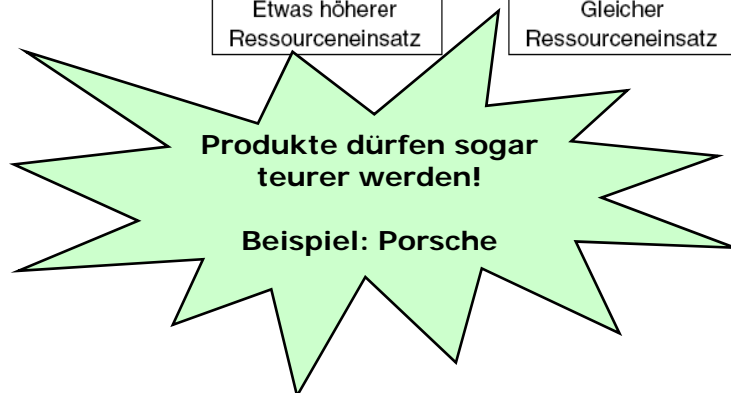 Etwas höherer
Ressourceneinsatz
Gleicher
Ressourceneinsatz
Produkte dürfen sogar
teurer werden!
Beispiel: Porsche